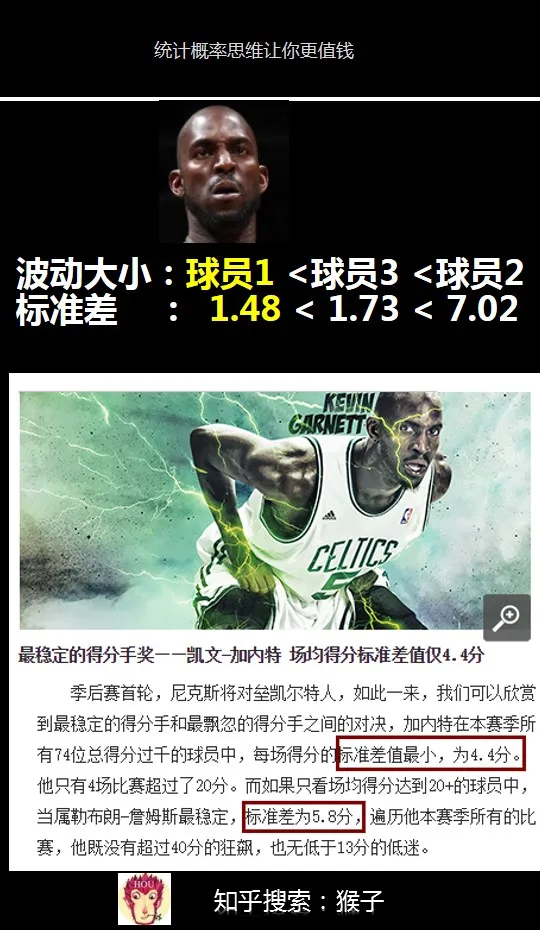 统计概率思维让你更值钱
波动大小：球员1 <球员3 <球员2
标准差 ： 1.48 < 1.73 < 7.02
KEVIN
GARNETT
adidas
CELTICS
5
最稳定的得分手奖——凯文-加内特 场均得分标准差值仅4.4分
季后赛首轮，尼克斯将对垒凯尔特人，如此一来，我们可以欣赏
到最稳定的得分手和最飘忽的得分手之间的对决，加内特在本赛季所
有74位总得分过千的球员中，每场得分的标准差值最小，为4.4分。
他只有4场比赛超过了20分。而如果只看场均得分达到20+的球员中，
当属勒布朗-詹姆斯最稳定，标准差为5.8分，遍历他本赛季所有的比
赛，他既没有超过40分的狂飙，也无低于13分的低迷。
HOU
知乎搜索：猴子